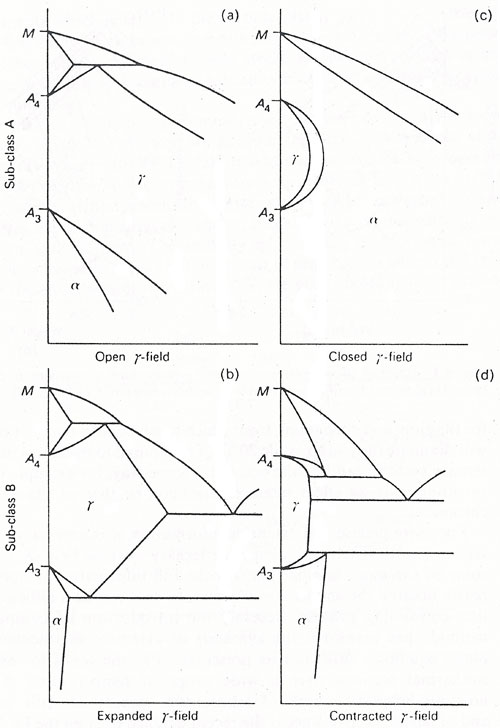 (a)
M
A4
γ
A3
α
Open γ-field
(c)
M
A4
γ
A3
α
Closed γ-field
Sub-class A
(b)
M
A4
γ
A3
α
Expanded γ-field
(d)
M
A4
γ
A3
α
Contracted γ-field
Sub-class B